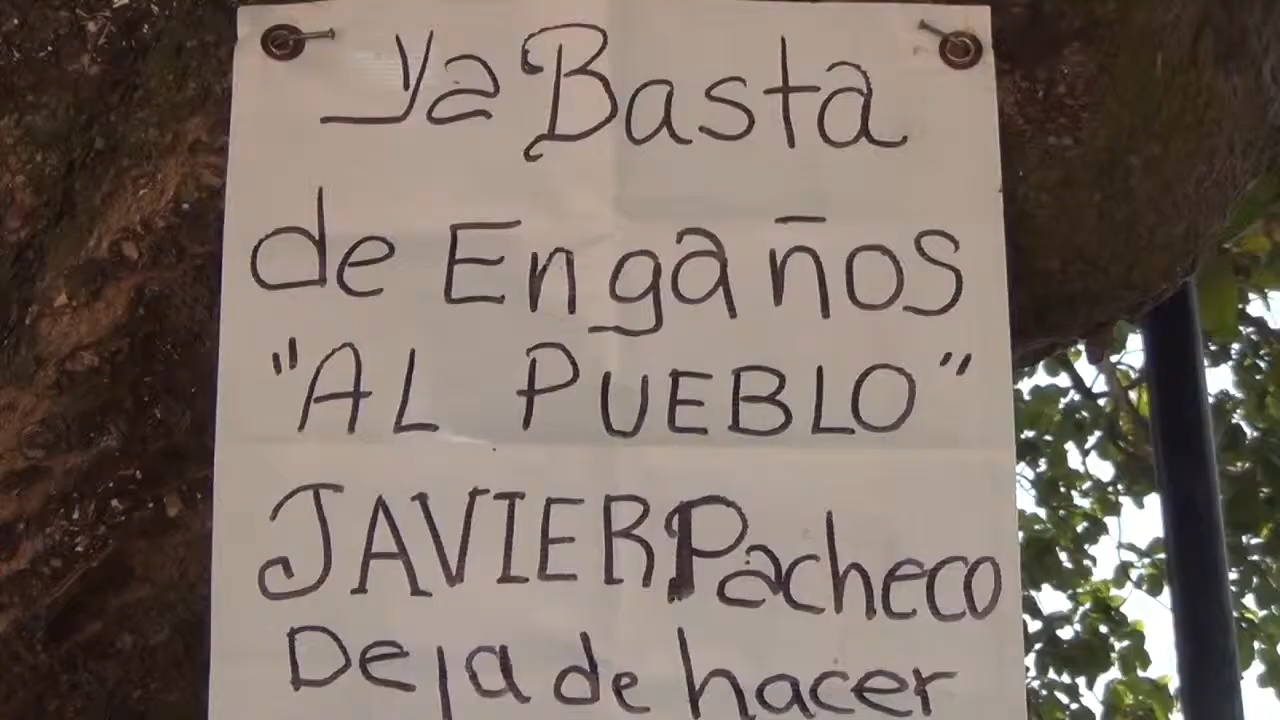 ya Basta
de Engaños
"AL PUEBLO"
JAVIER Pacheco
Deja de hacer